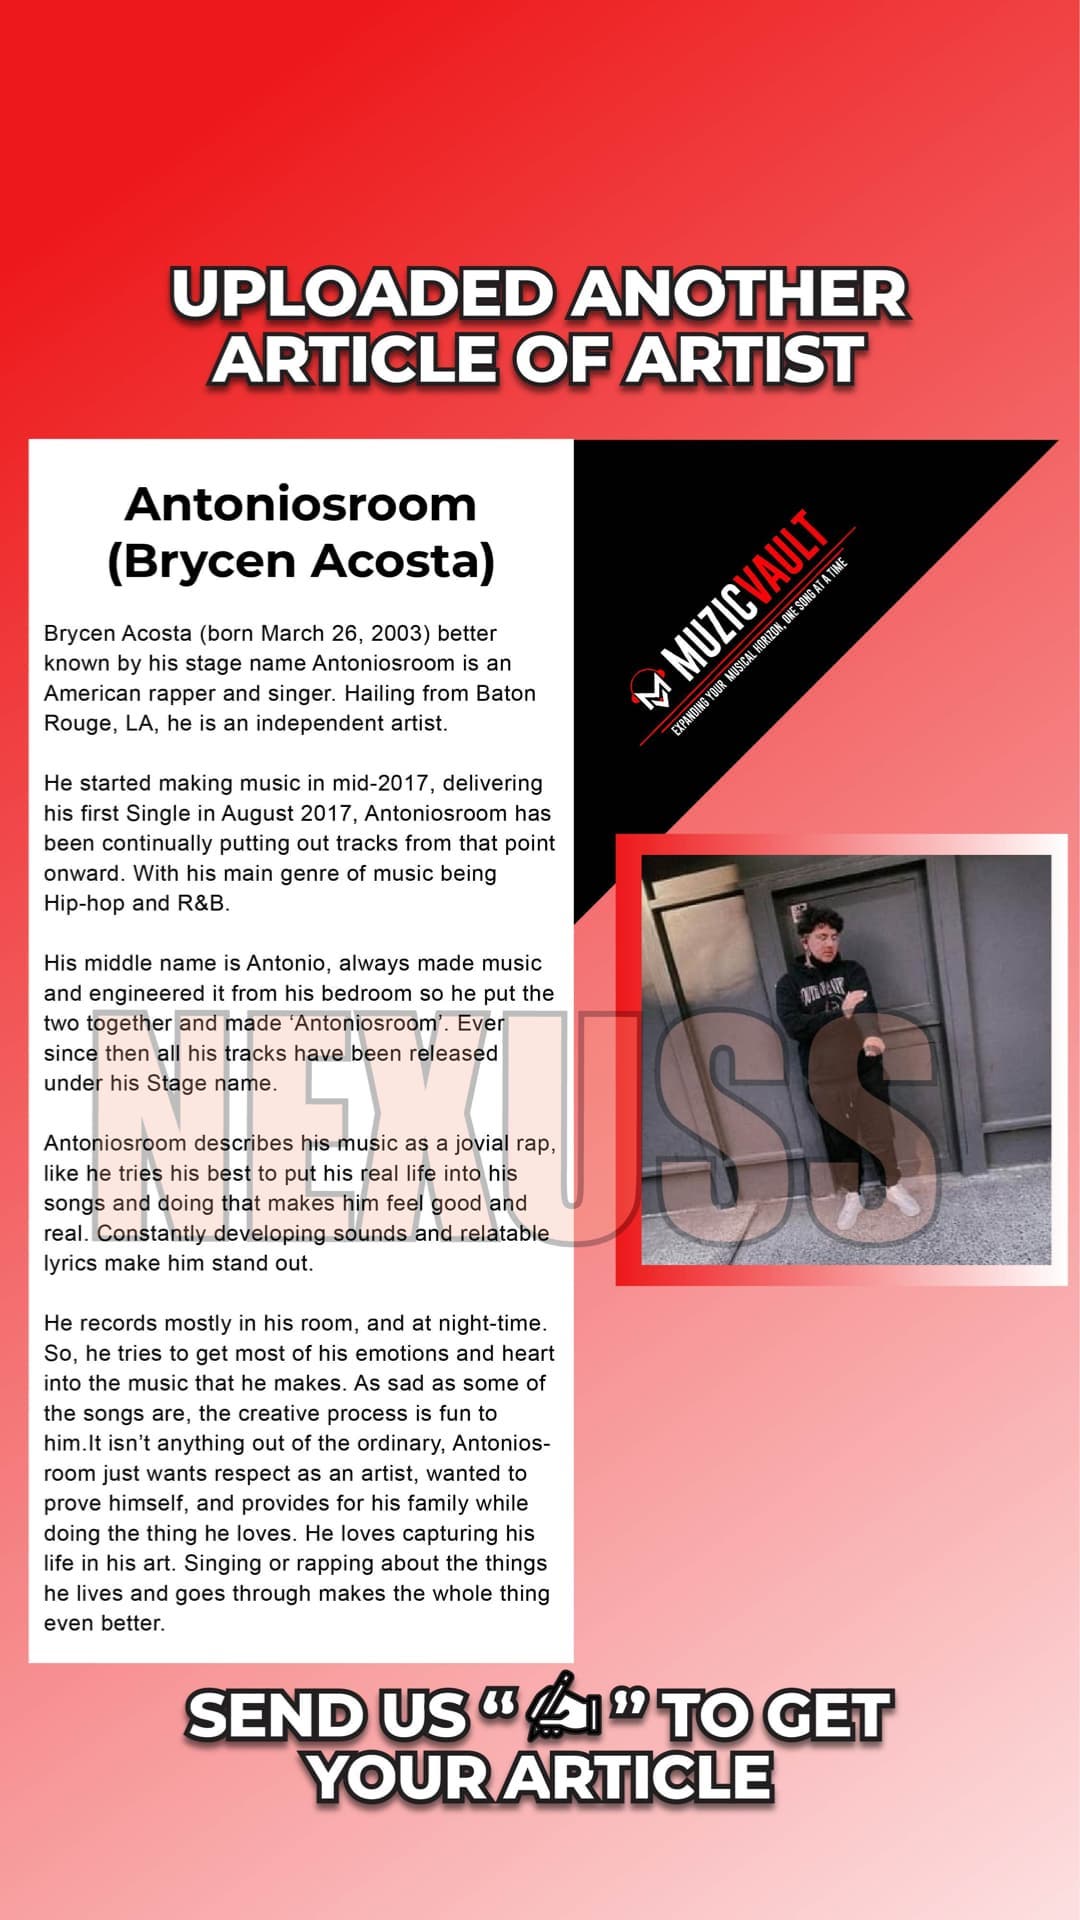 UPLOADED ANOTHER
ARTICLE OF ARTIST
Antoniosroom
(Brycen Acosta)
Brycen Acosta (born March 26, 2003) better
known by his stage name Antoniosroom is an
American rapper and singer. Hailing from Baton
Rouge, LA, he is an independent artist.
He started making music in mid-2017, delivering
his first Single in August 2017, Antoniosroom has
been continually putting out tracks from that point
onward. With his main genre of music being
Hip-hop and R&B.
His middle name is Antonio, always made music
and engineered it from his bedroom so he put the
two together and made ‘Antoniosroom’. Ever
since then all his tracks have been released
under his Stage name.
Antoniosroom describes his music as a jovial rap,
like he tries his best to put his real life into his
songs and doing that makes him feel good and
real. Constantly developing sounds and relatable
lyrics make him stand out.
He records mostly in his room, and at night-time.
So, he tries to get most of his emotions and heart
into the music that he makes. As sad as some of
the songs are, the creative process is fun to
him.It isn’t anything out of the ordinary, Antonios-
room just wants respect as an artist, wanted to
prove himself, and provides for his family while
doing the thing he loves. He loves capturing his
life in his art. Singing or rapping about the things
he lives and goes through makes the whole thing
even better.
MUZICVAULT
EXPANDING YOUR MUSICAL HORIZON, ONE SONG AT A TIME
NEXUSS
SEND US “✍” TO GET
YOUR ARTICLE